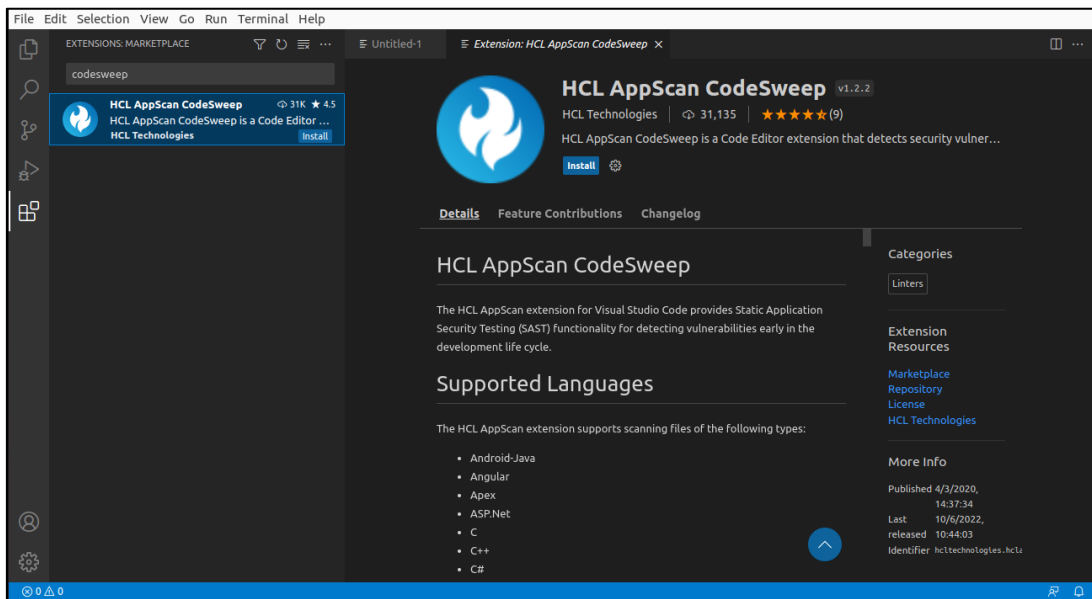 File Edit Selection View Go Run Terminal Help
EXTENSIONS: MARKETPLACE
codesweep
HCL AppScan CodeSweep 31K ★ 4.5
HCL AppScan CodeSweep is a Code Editor ...
HCL Technologies Install
Untitled-1 Extension: HCL AppScan CodeSweep
HCL AppScan CodeSweep v1.2.2
HCL Technologies 31,135 (9)
HCL AppScan CodeSweep is a Code Editor extension that detects security vulner...
Install
Details Feature Contributions Changelog
HCL AppScan CodeSweep
The HCL AppScan extension for Visual Studio Code provides Static Application
Security Testing (SAST) functionality for detecting vulnerabilities early in the
development life cycle.
Supported Languages
The HCL AppScan extension supports scanning files of the following types:
• Android-Java
• Angular
• Apex
• ASP.Net
• C
• C++
• C#
Categories
Linters
Extension
Resources
Marketplace
Repository
License
HCL Technologies
More Info
Published 4/3/2020,
14:37:34
Last 10/6/2022,
released 10:44:03
Identifier hcltechnologies.hcla
0 0